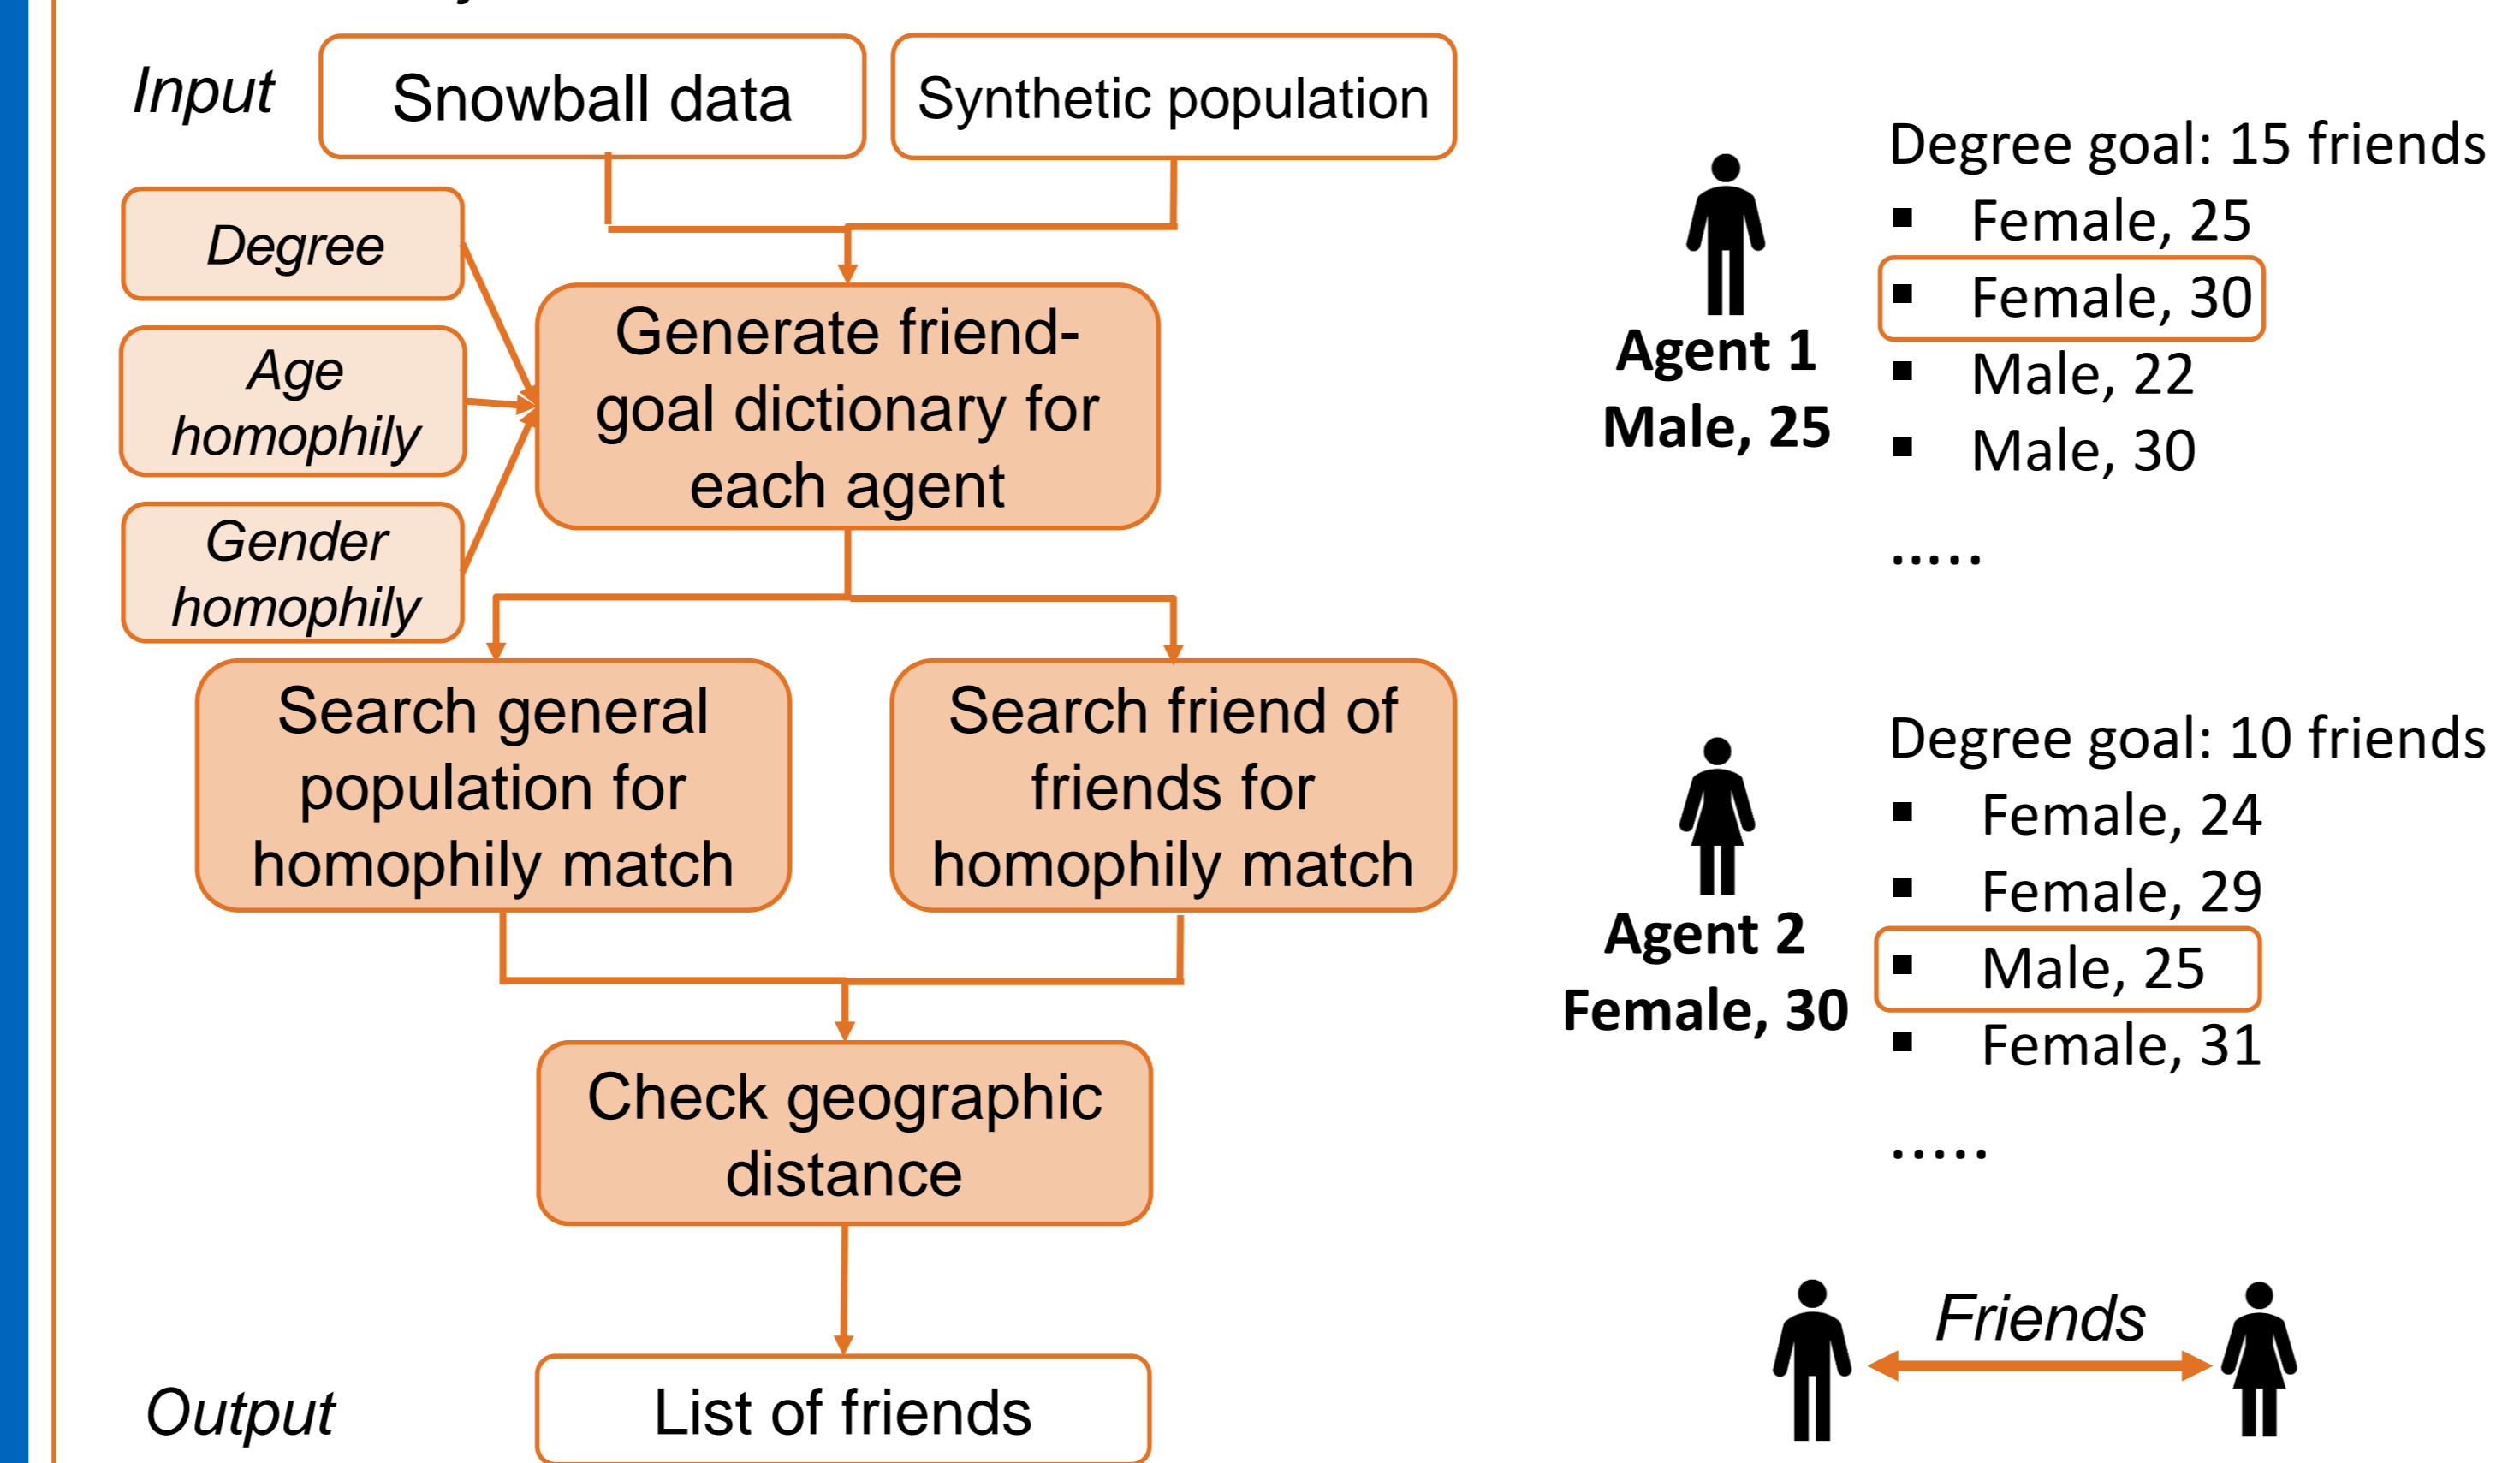 Input
Snowball data
Synthetic population
Degree
Age
homophily
Gender
homophily
Generate friend-
goal dictionary for
each agent
Search general
population for
homophily match
Search friend of
friends for
homophily match
Check geographic
distance
Output
List of friends
Agent 1
Male, 25
Degree goal: 15 friends
▪ Female, 25
▪ Female, 30
▪ Male, 22
▪ Male, 30
.....
Agent 2
Female, 30
Degree goal: 10 friends
▪ Female, 24
▪ Female, 29
▪ Male, 25
▪ Female, 31
.....
Friends